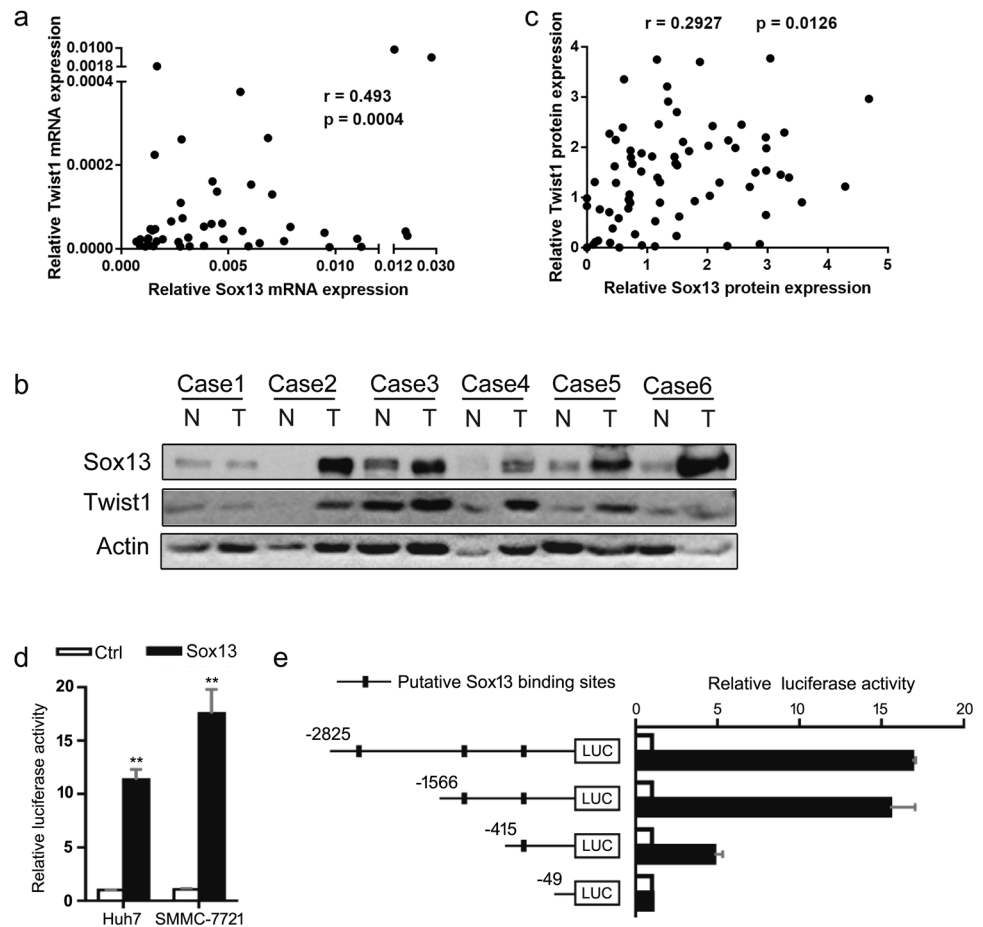 a
Relative Twist1 mRNA expression
0.0100
0.0018
0.0004
0.0002
0.0000
r = 0.493
p = 0.0004
0.000
0.005
0.010
0.012
0.030
Relative Sox13 mRNA expression
c
r = 0.2927
p = 0.0126
Relative Twist1 protein expression
4
3
2
1
0
0
1
2
3
4
5
Relative Sox13 protein expression
b
Case1 Case2 Case3 Case4 Case5 Case6
N T N T N T N T N T N T
Sox13
Twist1
Actin
d
Ctrl Sox13
Relative luciferase activity
20
15
10
5
0
**
**
Huh7 SMMC-7721
e
Putative Sox13 binding sites
Relative luciferase activity
0 5 10 15 20
-2825
LUC
-1566
LUC
-415
LUC
-49
LUC